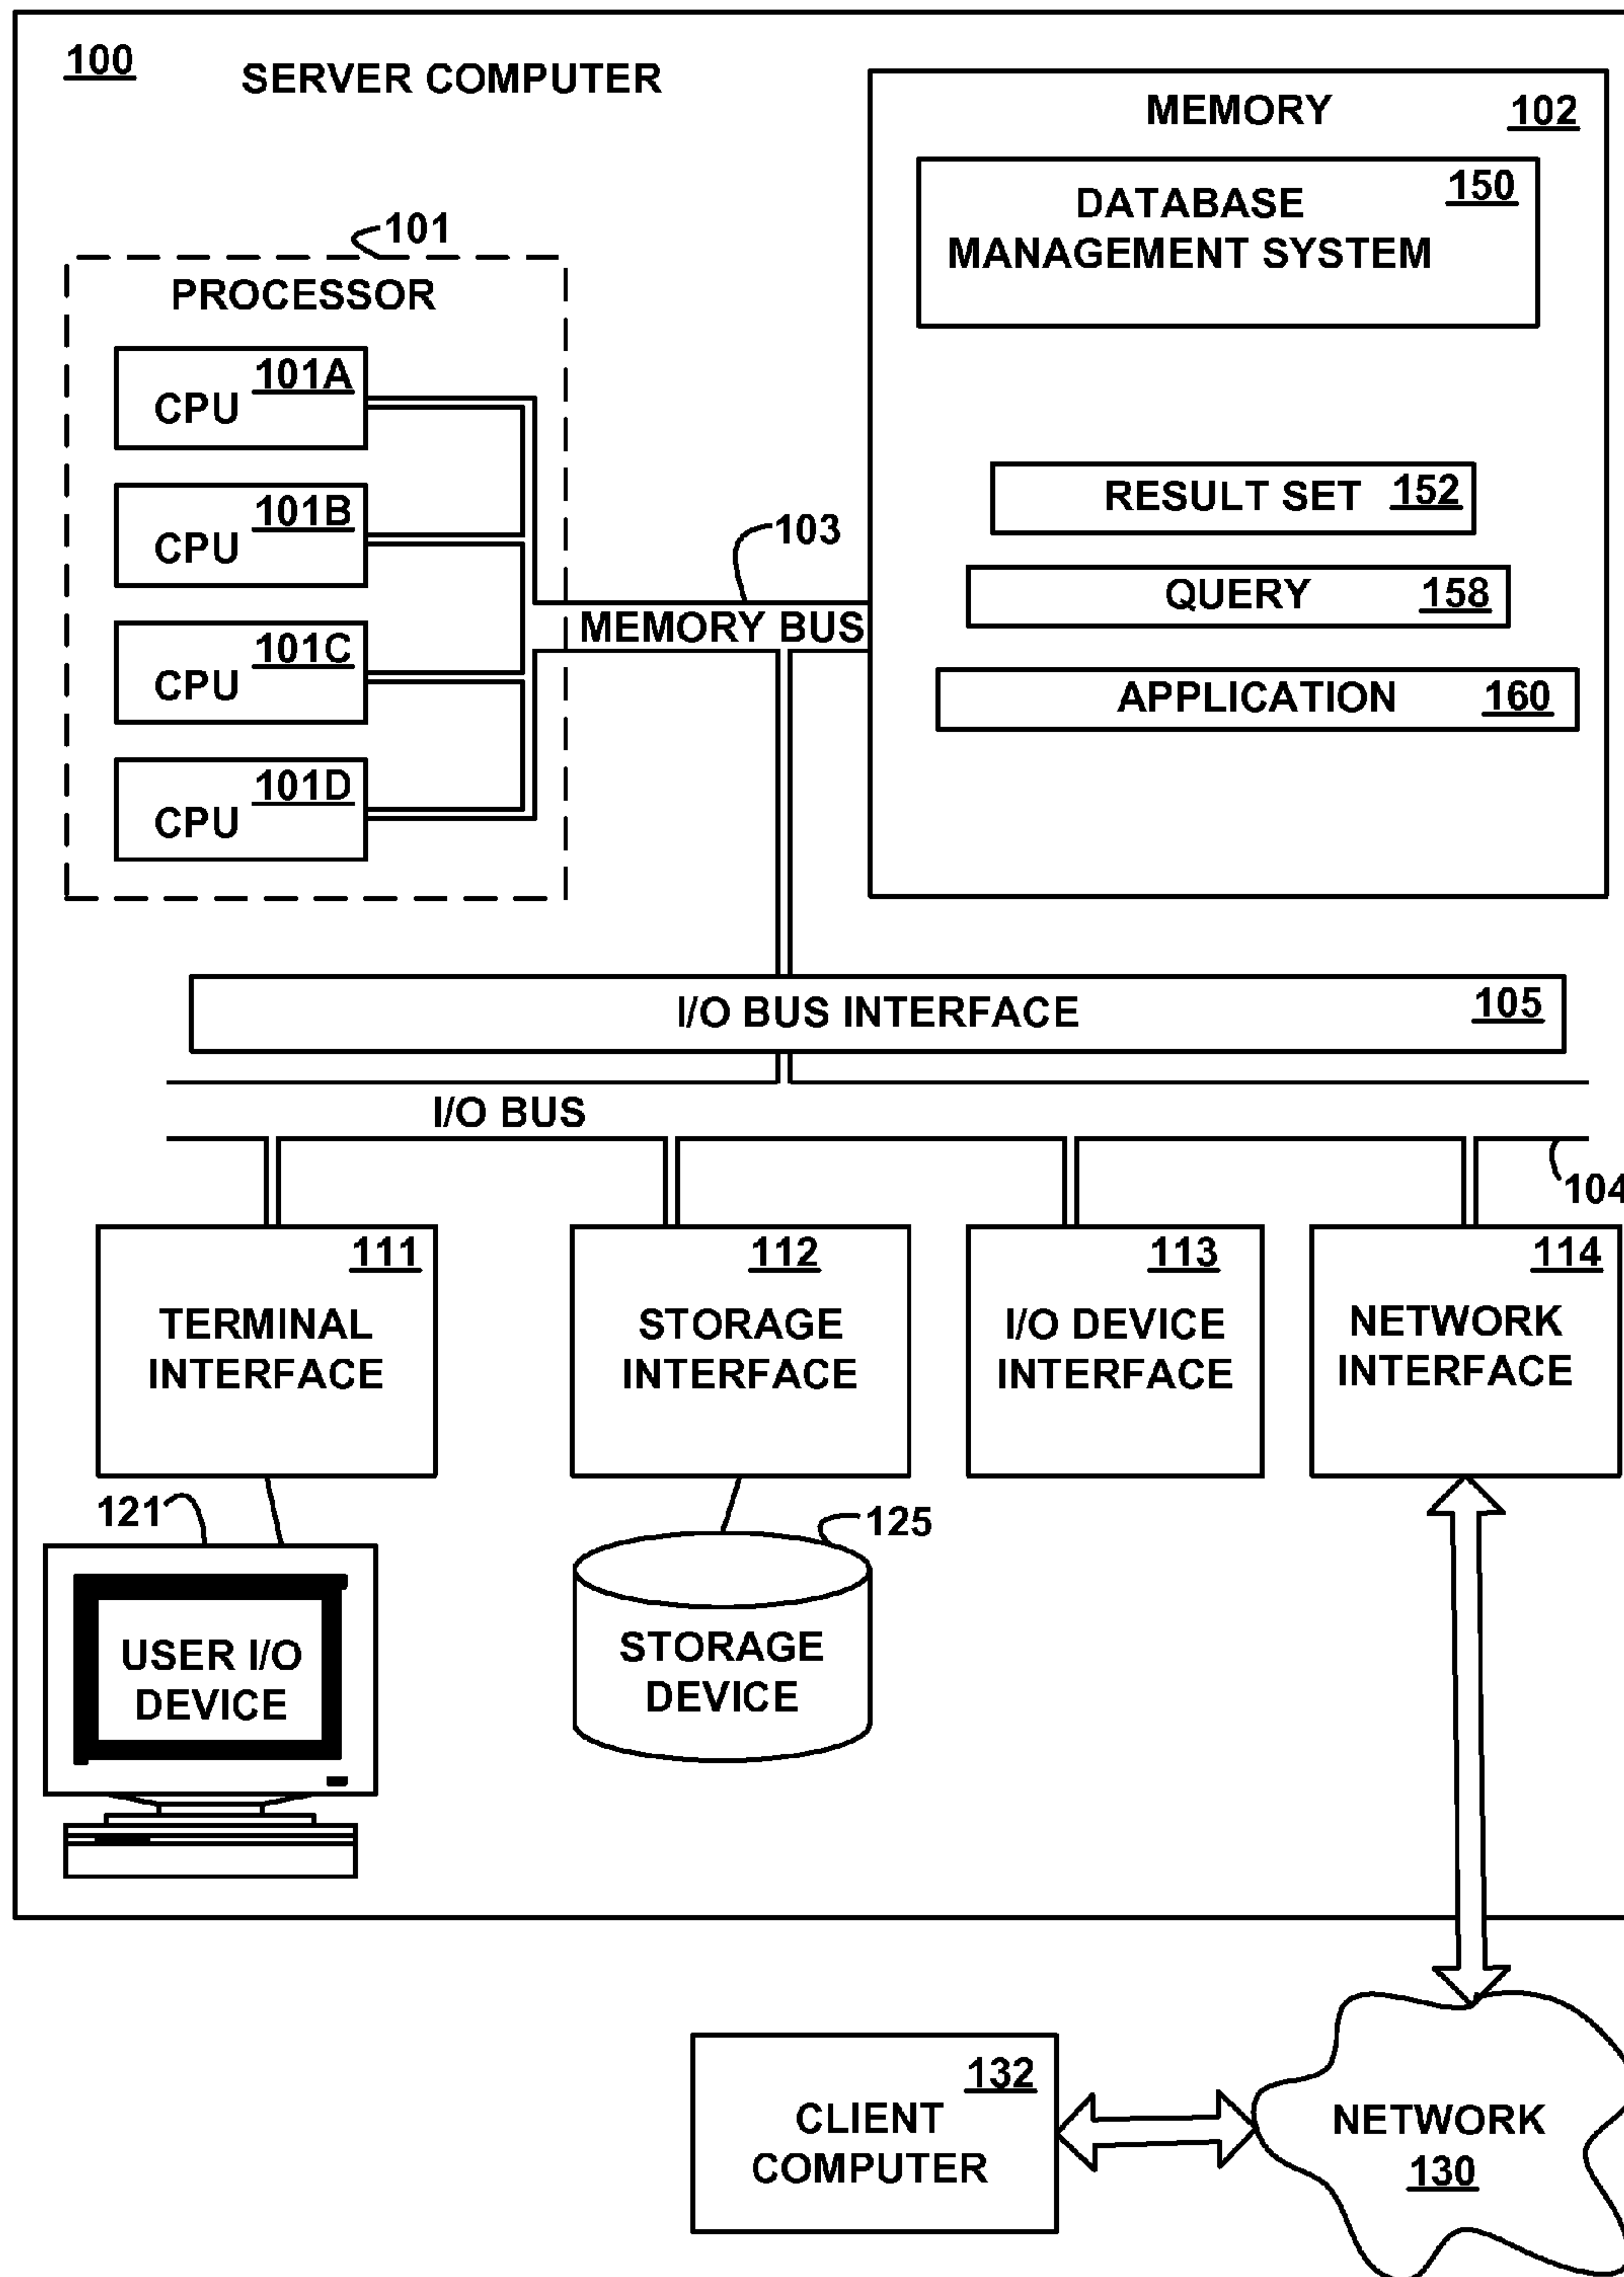 100
SERVER COMPUTER
MEMORY 102
150
DATABASE
MANAGEMENT SYSTEM
101
PROCESSOR
101A
CPU
101B
CPU
101C
CPU
101D
CPU
103
MEMORY BUS
RESULT SET 152
QUERY 158
APPLICATION 160
I/O BUS INTERFACE 105
I/O BUS
104
111
TERMINAL
INTERFACE
112
STORAGE
INTERFACE
113
I/O DEVICE
INTERFACE
114
NETWORK
INTERFACE
121
USER I/O
DEVICE
125
STORAGE
DEVICE
132
CLIENT
COMPUTER
NETWORK
130